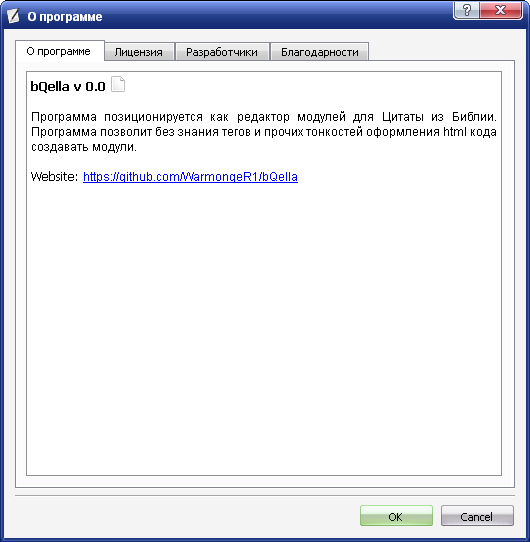 О программе
О программе
Лицензия
Разработчики
Благодарности
bQella v 0.0
Программа позиционируется как редактор модулей для Цитаты из Библии.
Программа позволит без знания тегов и прочих тонкостей оформления html кода
создавать модули.
Website: https://github.com/WarmongeR1/bQella
OK
Cancel